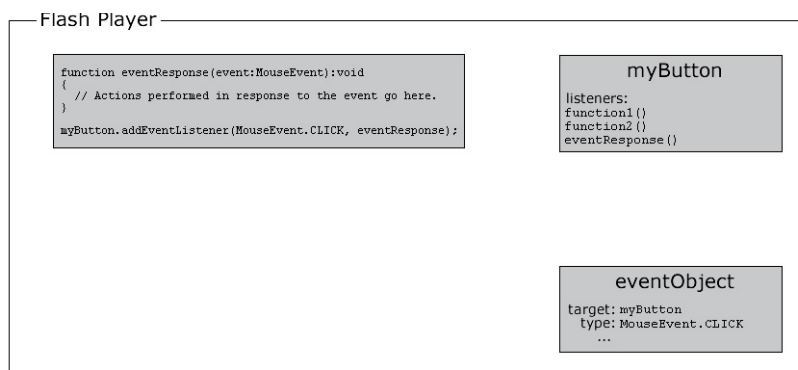 Flash Player
function eventResponse(event:MouseEvent):void
{
// Actions performed in response to the event go here.
}
myButton.addEventListener(MouseEvent.CLICK, eventResponse);
myButton
listeners:
function1()
function2()
eventResponse()
eventObject
target: myButton
type: MouseEvent.CLICK
...